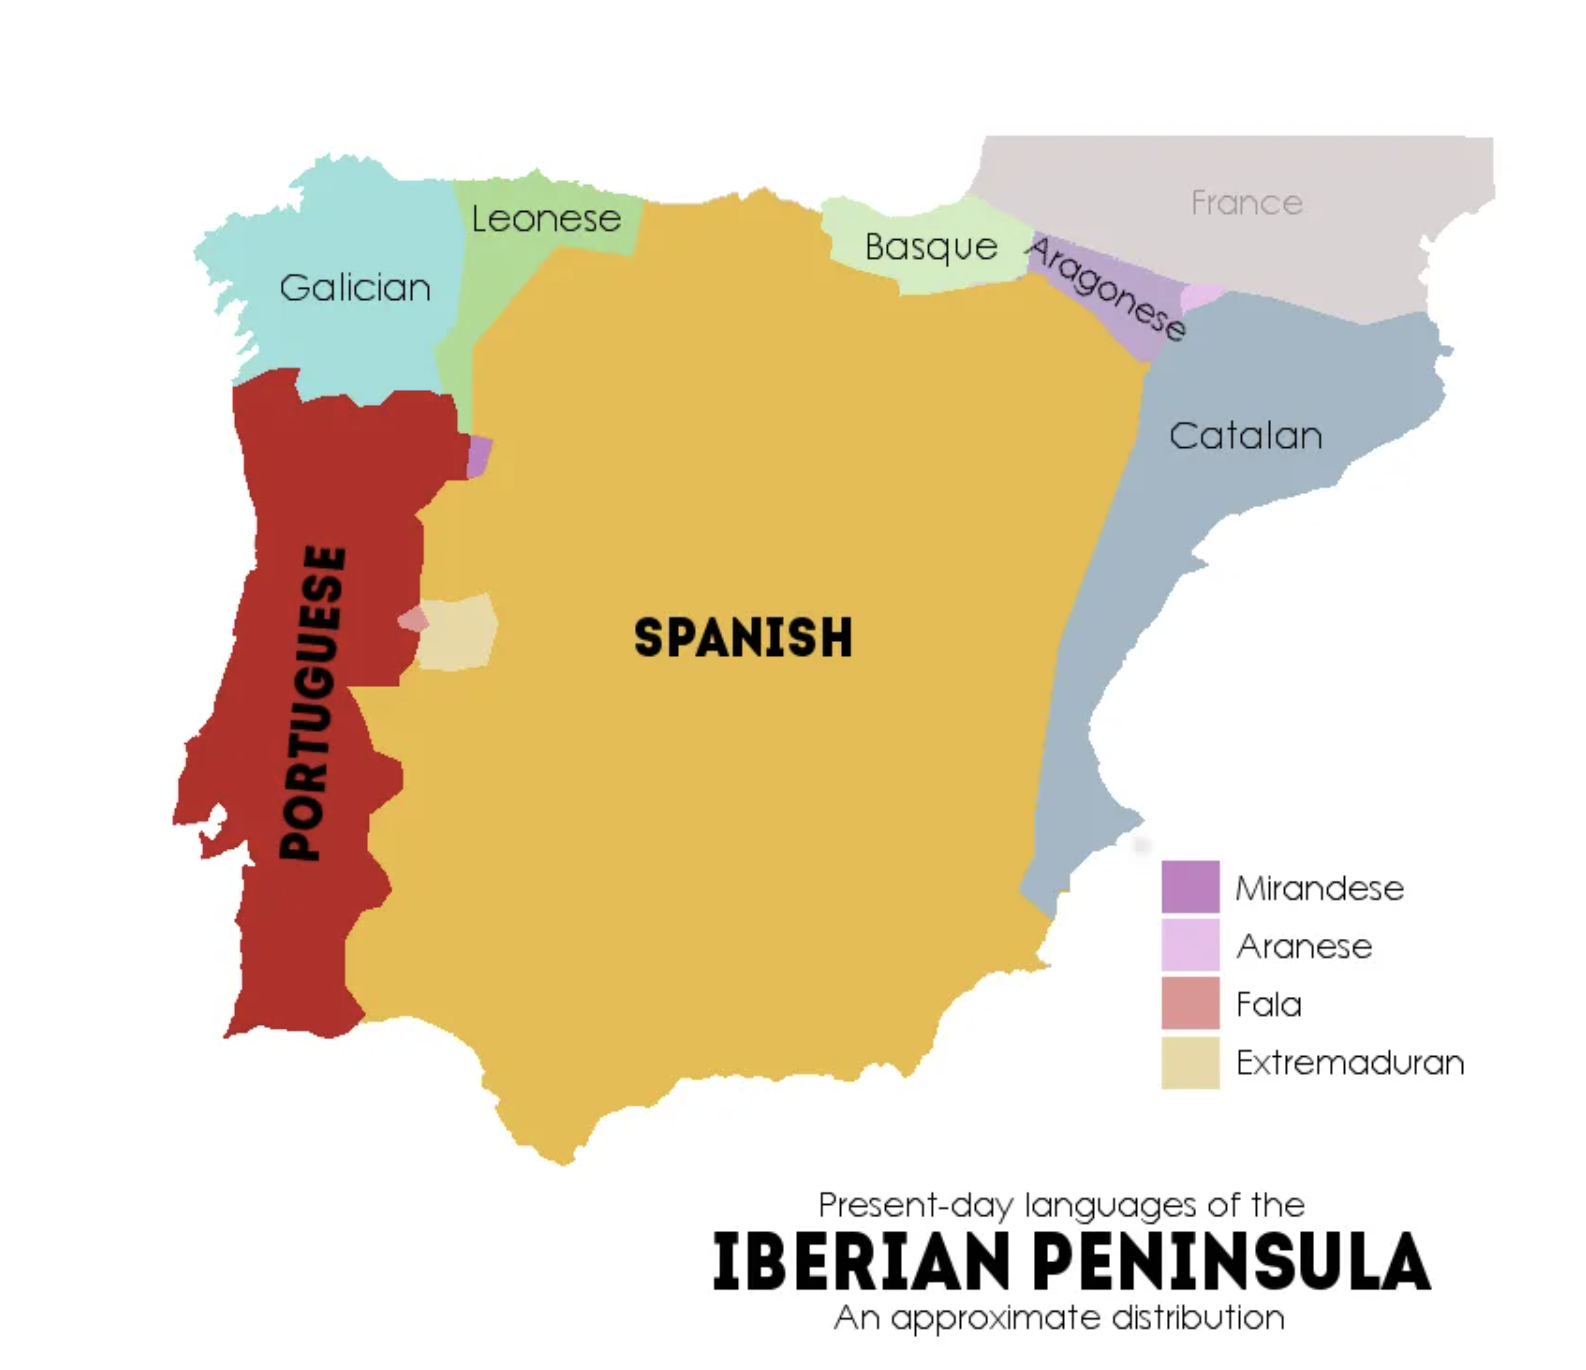 France
Leonese
Basque
Aragonese
Galician
Catalan
PORTUGUESE
SPANISH
Mirandese
Aranese
Fala
Extremaduran
Present-day languages of the
IBERIAN PENINSULA
An approximate distribution